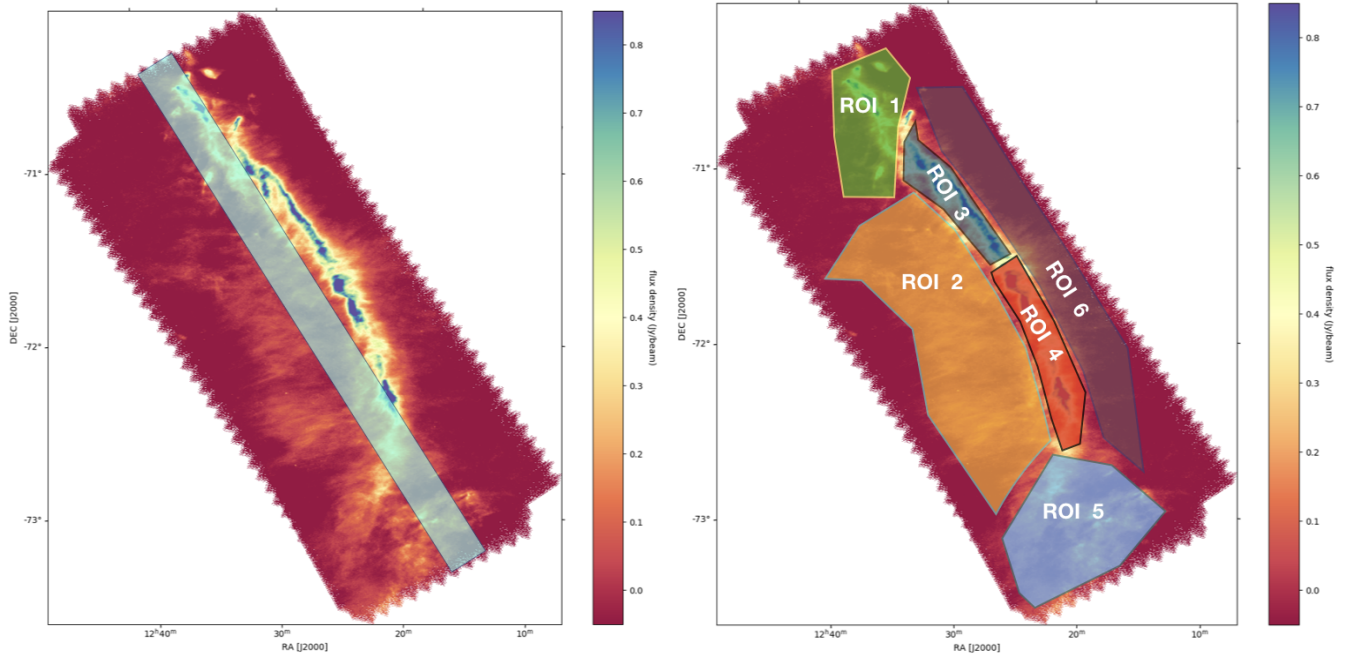 -71°
-72°
-73°
DEC [J2000]
12ʰ40ᵐ
30ᵐ
20ᵐ
10ᵐ
RA [J2000]
0.8
0.7
0.6
0.5
0.4
0.3
0.2
0.1
0.0
flux density (Jy/beam)
ROI 1
ROI 2
ROI 3
ROI 4
ROI 5
ROI 6
-71°
-72°
-73°
DEC [J2000]
12ʰ40ᵐ
30ᵐ
20ᵐ
10ᵐ
RA [J2000]
0.8
0.7
0.6
0.5
0.4
0.3
0.2
0.1
0.0
flux density (Jy/beam)